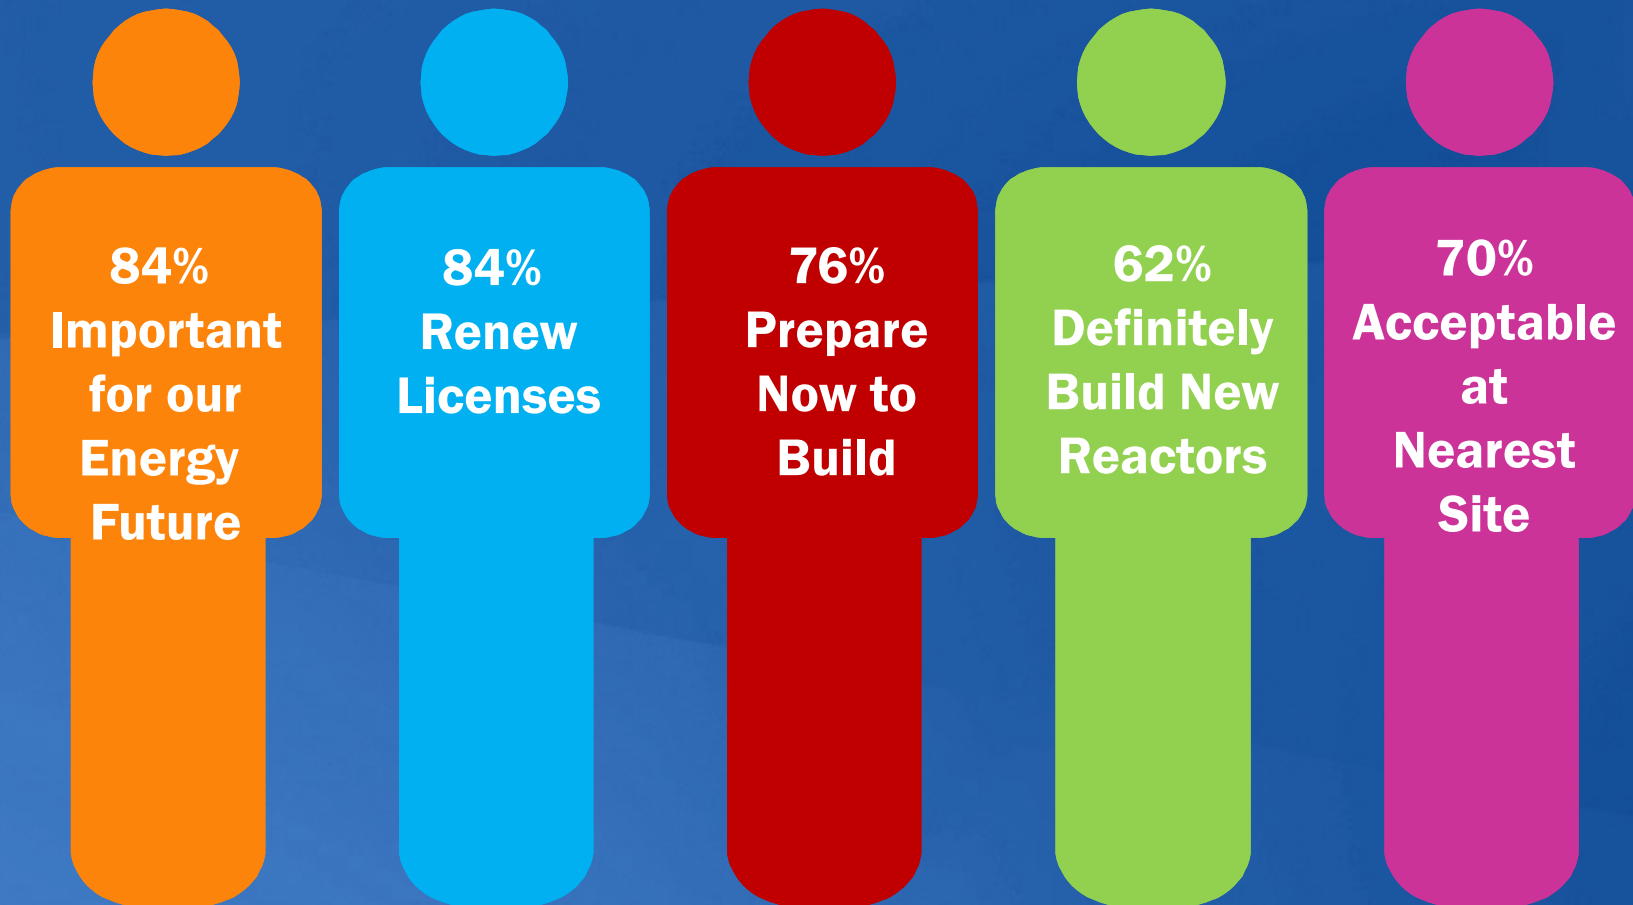 84%
Important
for our
Energy
Future
84%
Renew
Licenses
76%
Prepare
Now to
Build
62%
Definitely
Build New
Reactors
70%
Acceptable
at
Nearest
Site